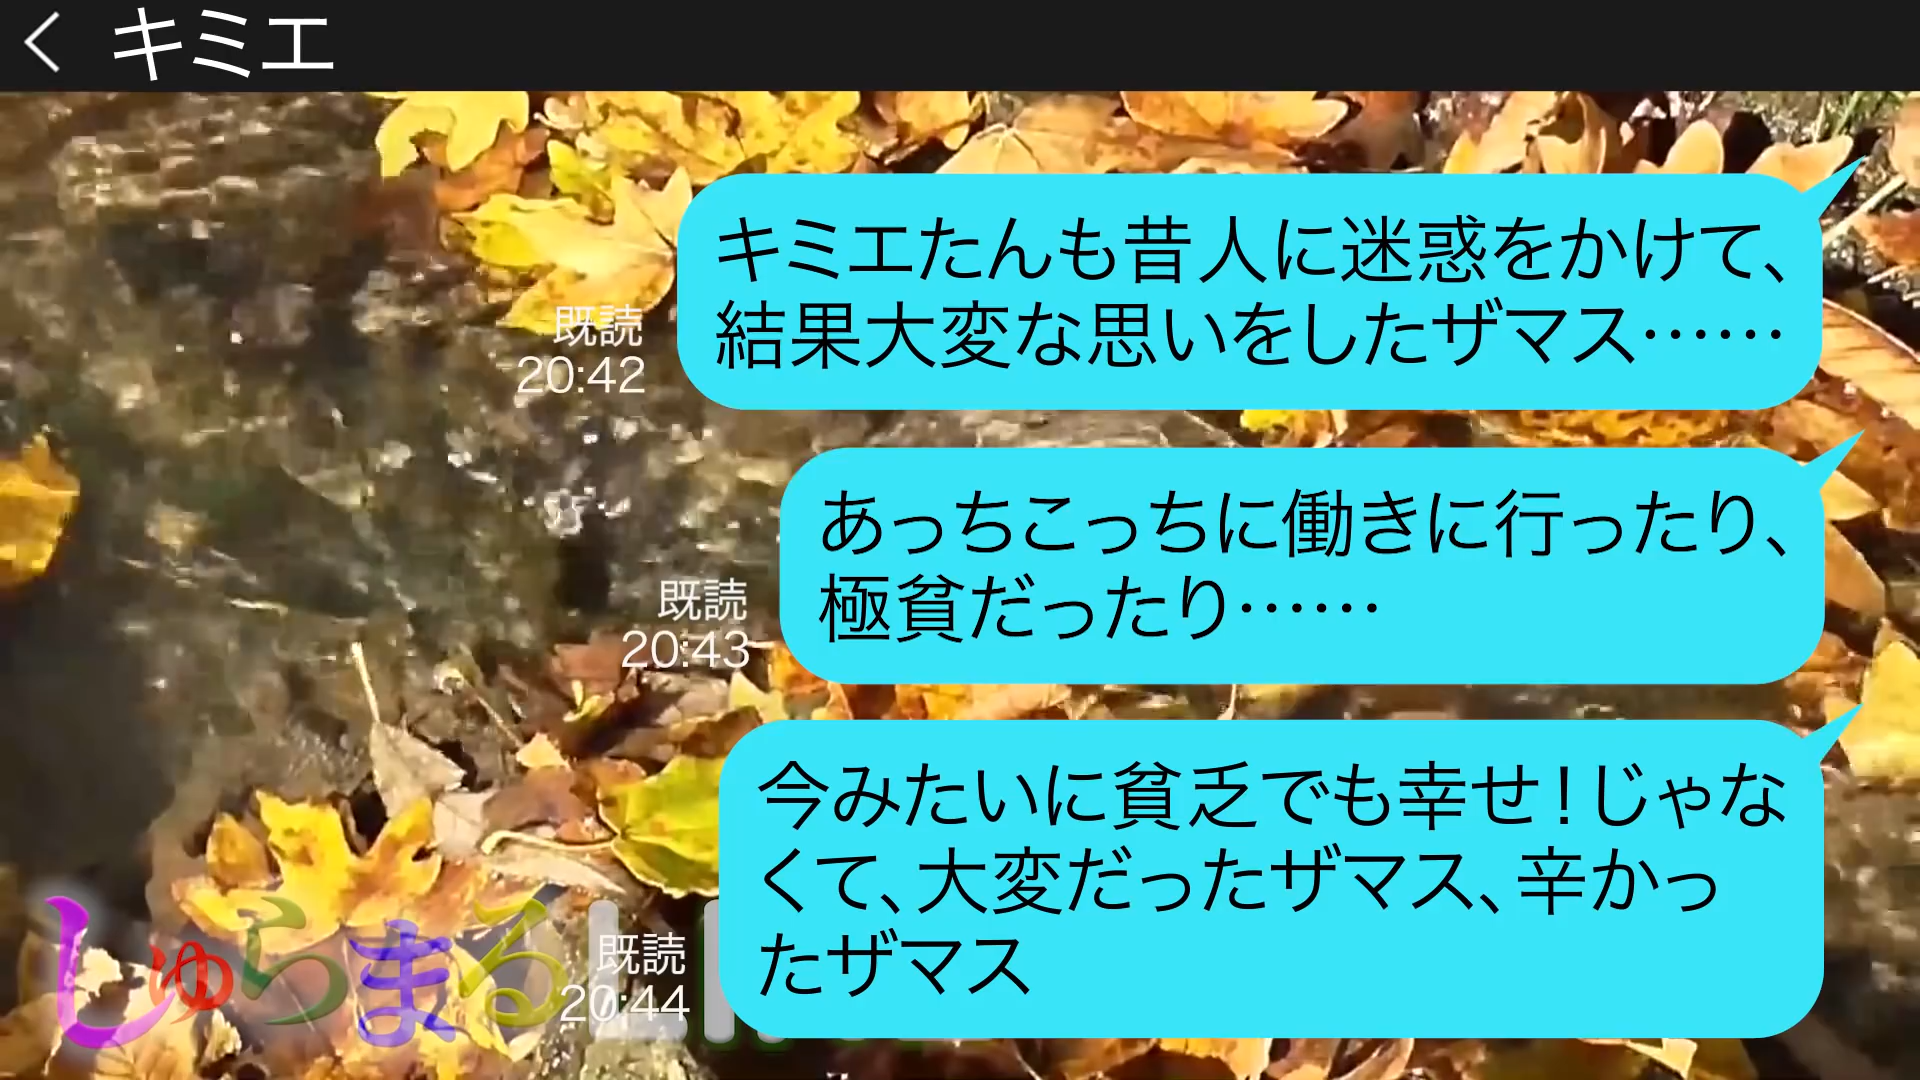 キミエ
キミエたんも昔人に迷惑をかけて、
結果大変な思いをしたザマス……
既読
20:42
あっちこっちに働きに行ったり、
極貧だったり……
既読
20:43
今みたいに貧乏でも幸せ！じゃな
くて、大変だったザマス、辛かっ
たザマス
既読
20:44
しゅらまる